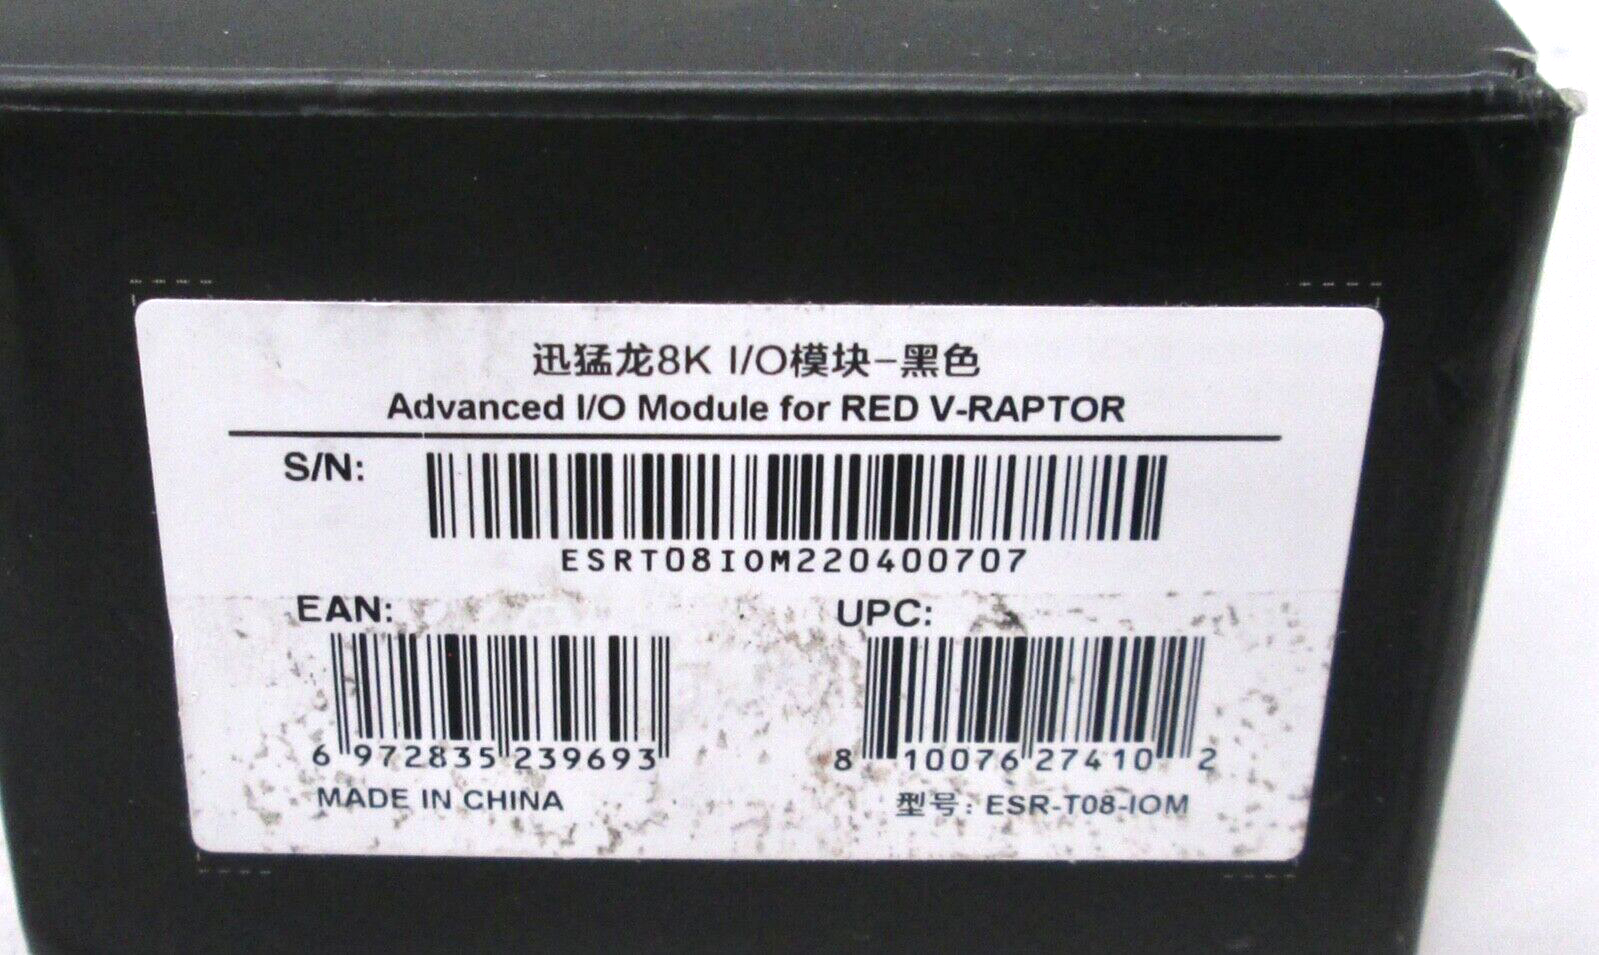 迅猛龙8K I/O模块-黑色
Advanced I/O Module for RED V-RAPTOR
S/N:
ESRT08IOM220400707
EAN: UPC:
6 972835 239693 8 10076 27410 2
MADE IN CHINA 型号: ESR-T08-IOM